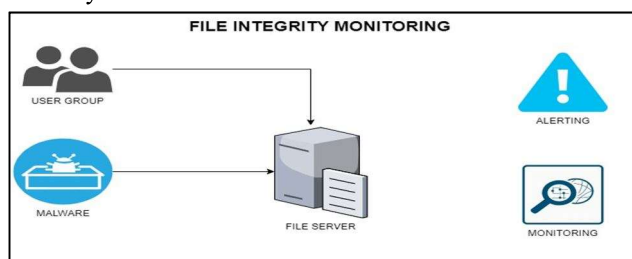 FILE INTEGRITY MONITORING
USER GROUP
ALERTING
MALWARE
FILE SERVER
MONITORING